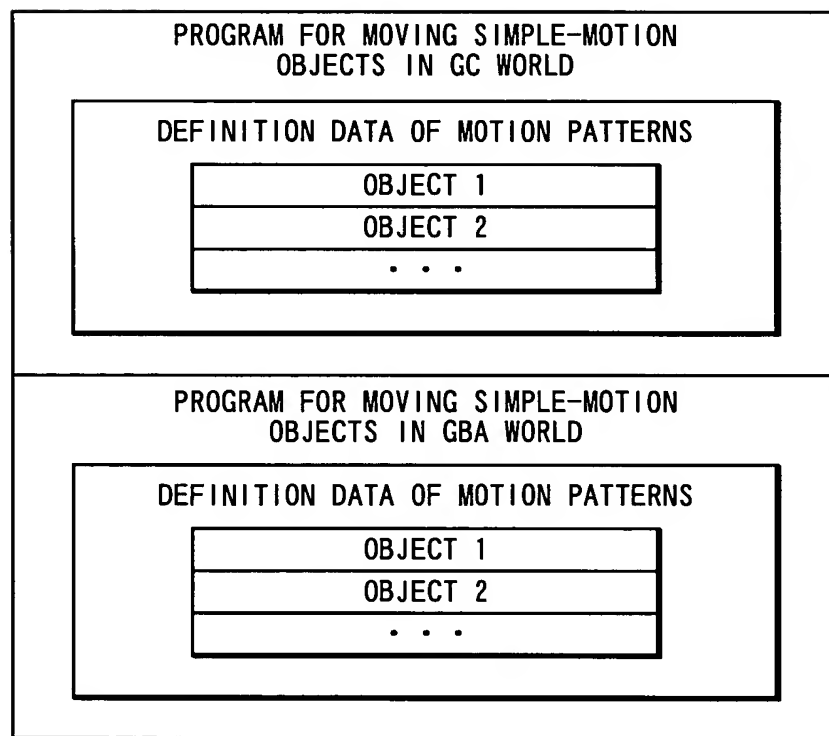 PROGRAM FOR MOVING SIMPLE-MOTION
OBJECTS IN GC WORLD
DEFINITION DATA OF MOTION PATTERNS
OBJECT 1
OBJECT 2
. . .
PROGRAM FOR MOVING SIMPLE-MOTION
OBJECTS IN GBA WORLD
DEFINITION DATA OF MOTION PATTERNS
OBJECT 1
OBJECT 2
. . .